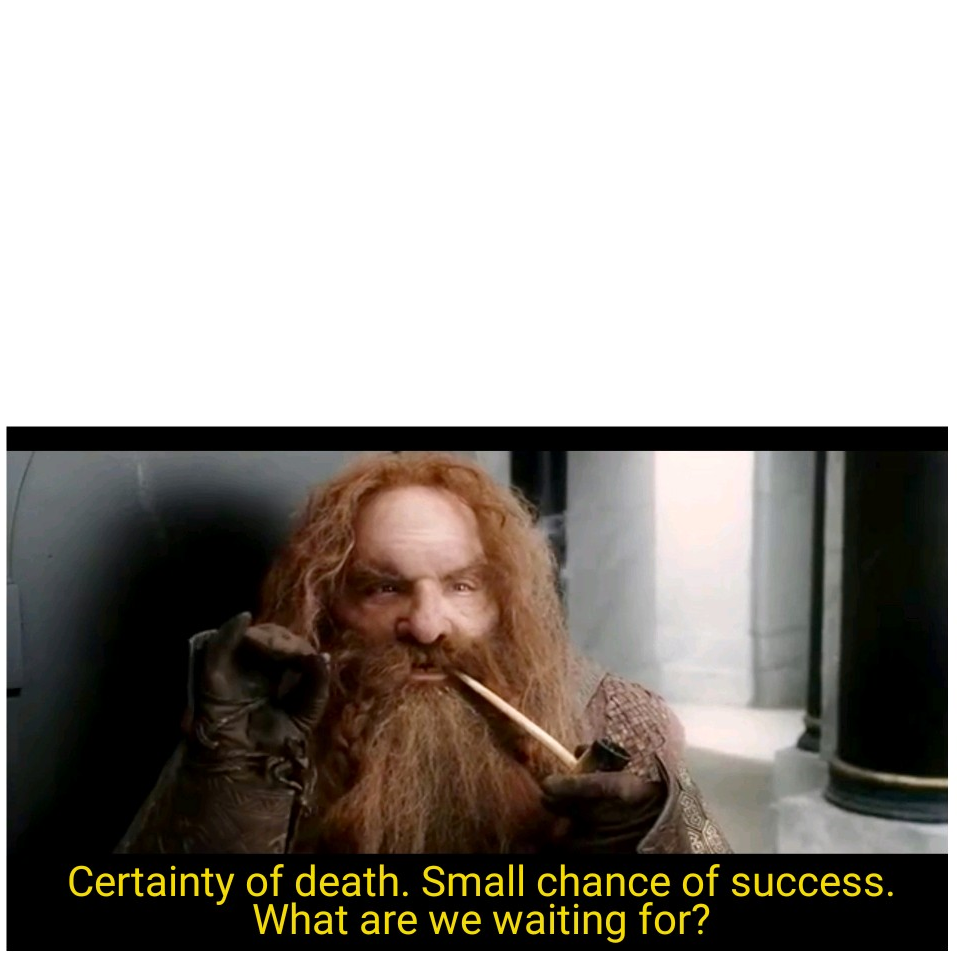 Certainty of death. Small chance of success.
What are we waiting for?